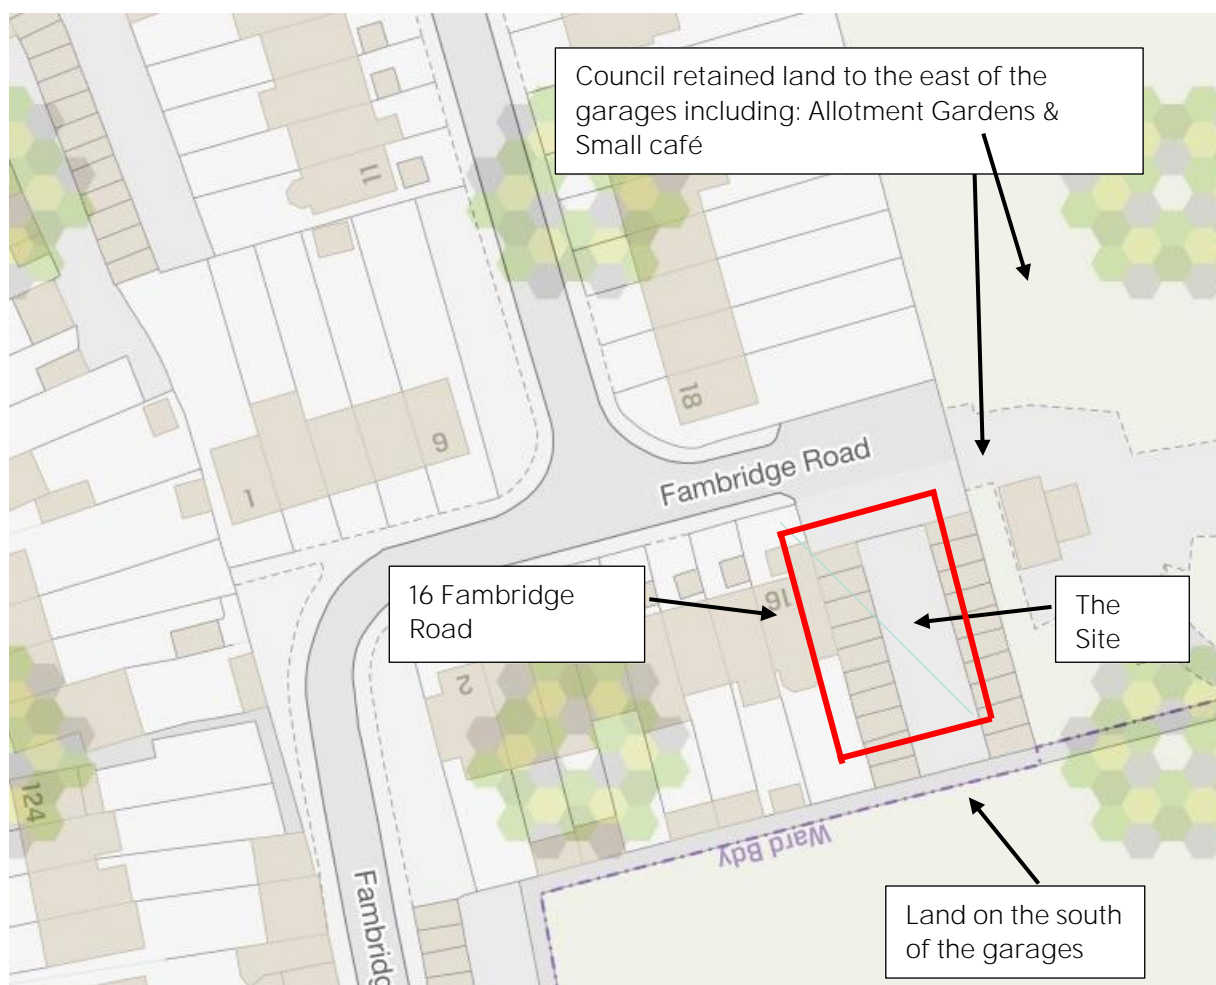 Council retained land to the east of the
garages including: Allotment Gardens &
Small café
11
18
9
1
Fambridge Road
16 Fambridge
Road
16
The
Site
2
124
Ward Bdy
Fambridg
Land on the south
of the garages